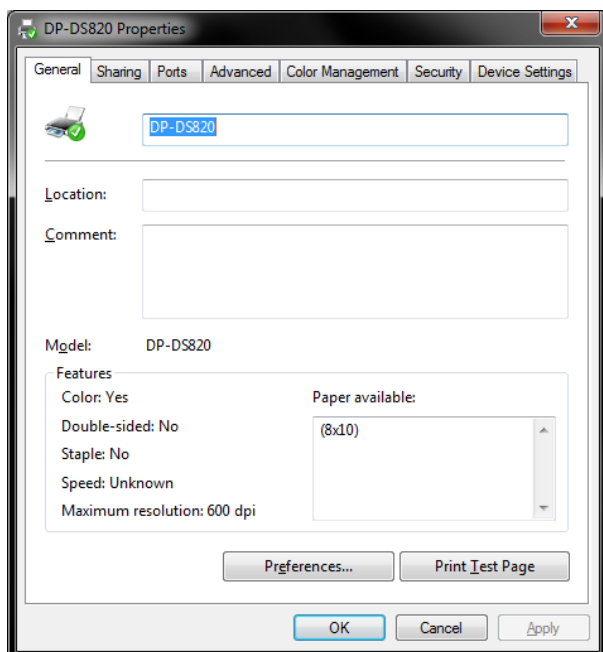 DP-DS820 Properties
General Sharing Ports Advanced Color Management Security Device Settings
DP-DS820
Location:
Comment:
Model: DP-DS820
Features
Color: Yes
Paper available:
Double-sided: No
(8x10)
Staple: No
Speed: Unknown
Maximum resolution: 600 dpi
Preferences... Print Test Page
OK Cancel Apply